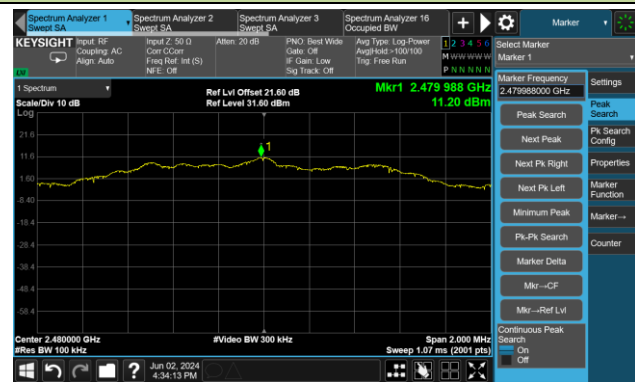 Spectrum Analyzer 1
Swept SA
Spectrum Analyzer 2
Swept SA
Spectrum Analyzer 3
Swept SA
Spectrum Analyzer 16
Occupied BW
Marker
KEYSIGHT
Input: RF
Coupling: AC
Align: Auto
Input Z: 50 Ω
Corr CCorr
Freq Ref: Int (S)
NFE: Off
Atten: 20 dB
PNO: Best Wide
Gate: Off
IF Gain: Low
Sig Track: Off
Avg Type: Log-Power
Avg|Hold:>100/100
Trig: Free Run
1 2 3 4 5 6
M W W W W W
P N N N N N
Select Marker
Marker 1
1 Spectrum
Scale/Div 10 dB
Log
Ref Lvl Offset 21.60 dB
Ref Level 31.60 dBm
Mkr1 2.479 988 GHz
11.20 dBm
21.6
11.6
1.60
-8.40
-18.4
-28.4
-38.4
-48.4
-58.4
1
Center 2.480000 GHz
#Res BW 100 kHz
#Video BW 300 kHz
Span 2.000 MHz
Sweep 1.07 ms (2001 pts)
Marker Frequency
2.479988000 GHz
Peak Search
Next Peak
Next Pk Right
Next Pk Left
Minimum Peak
Pk-Pk Search
Marker Delta
Mkr→CF
Mkr→Ref Lvl
Continuous Peak
Search
On
Off
Settings
Peak
Search
Pk Search
Config
Properties
Marker
Function
Marker→
Counter
?
Jun 02, 2024
4:34:13 PM